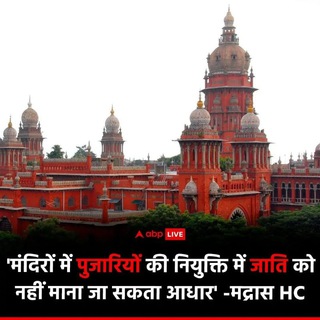 abp LIVE
'मंदिरों में पुजारियों की नियुक्ति में जाति को
नहीं माना जा सकता आधार' -मद्रास HC